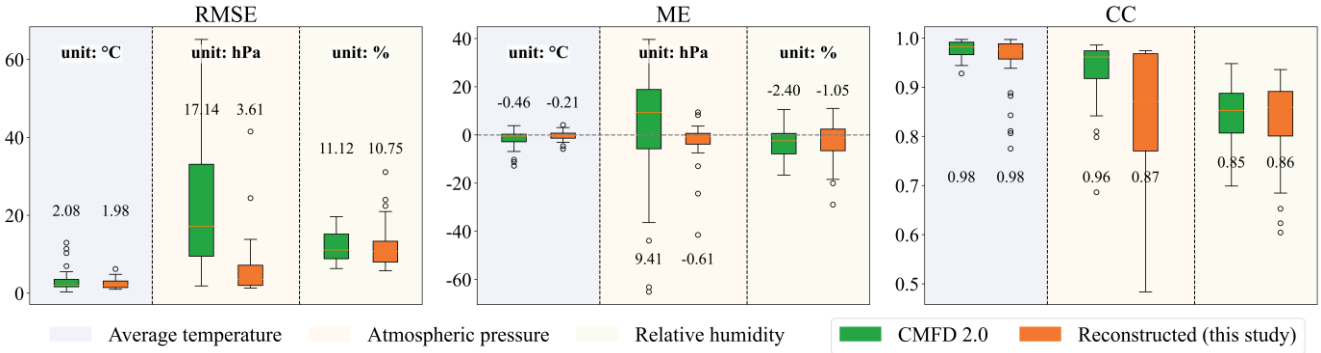 RMSE
unit: °C
unit: hPa
unit: %
60
40
20
0
2.08
1.98
17.14
3.61
11.12
10.75
ME
unit: °C
unit: hPa
unit: %
40
20
0
-20
-40
-60
-0.46
-0.21
9.41
-0.61
-2.40
-1.05
CC
1.0
0.9
0.8
0.7
0.6
0.5
0.98
0.98
0.96
0.87
0.85
0.86
Average temperature
Atmospheric pressure
Relative humidity
CMFD 2.0
Reconstructed (this study)